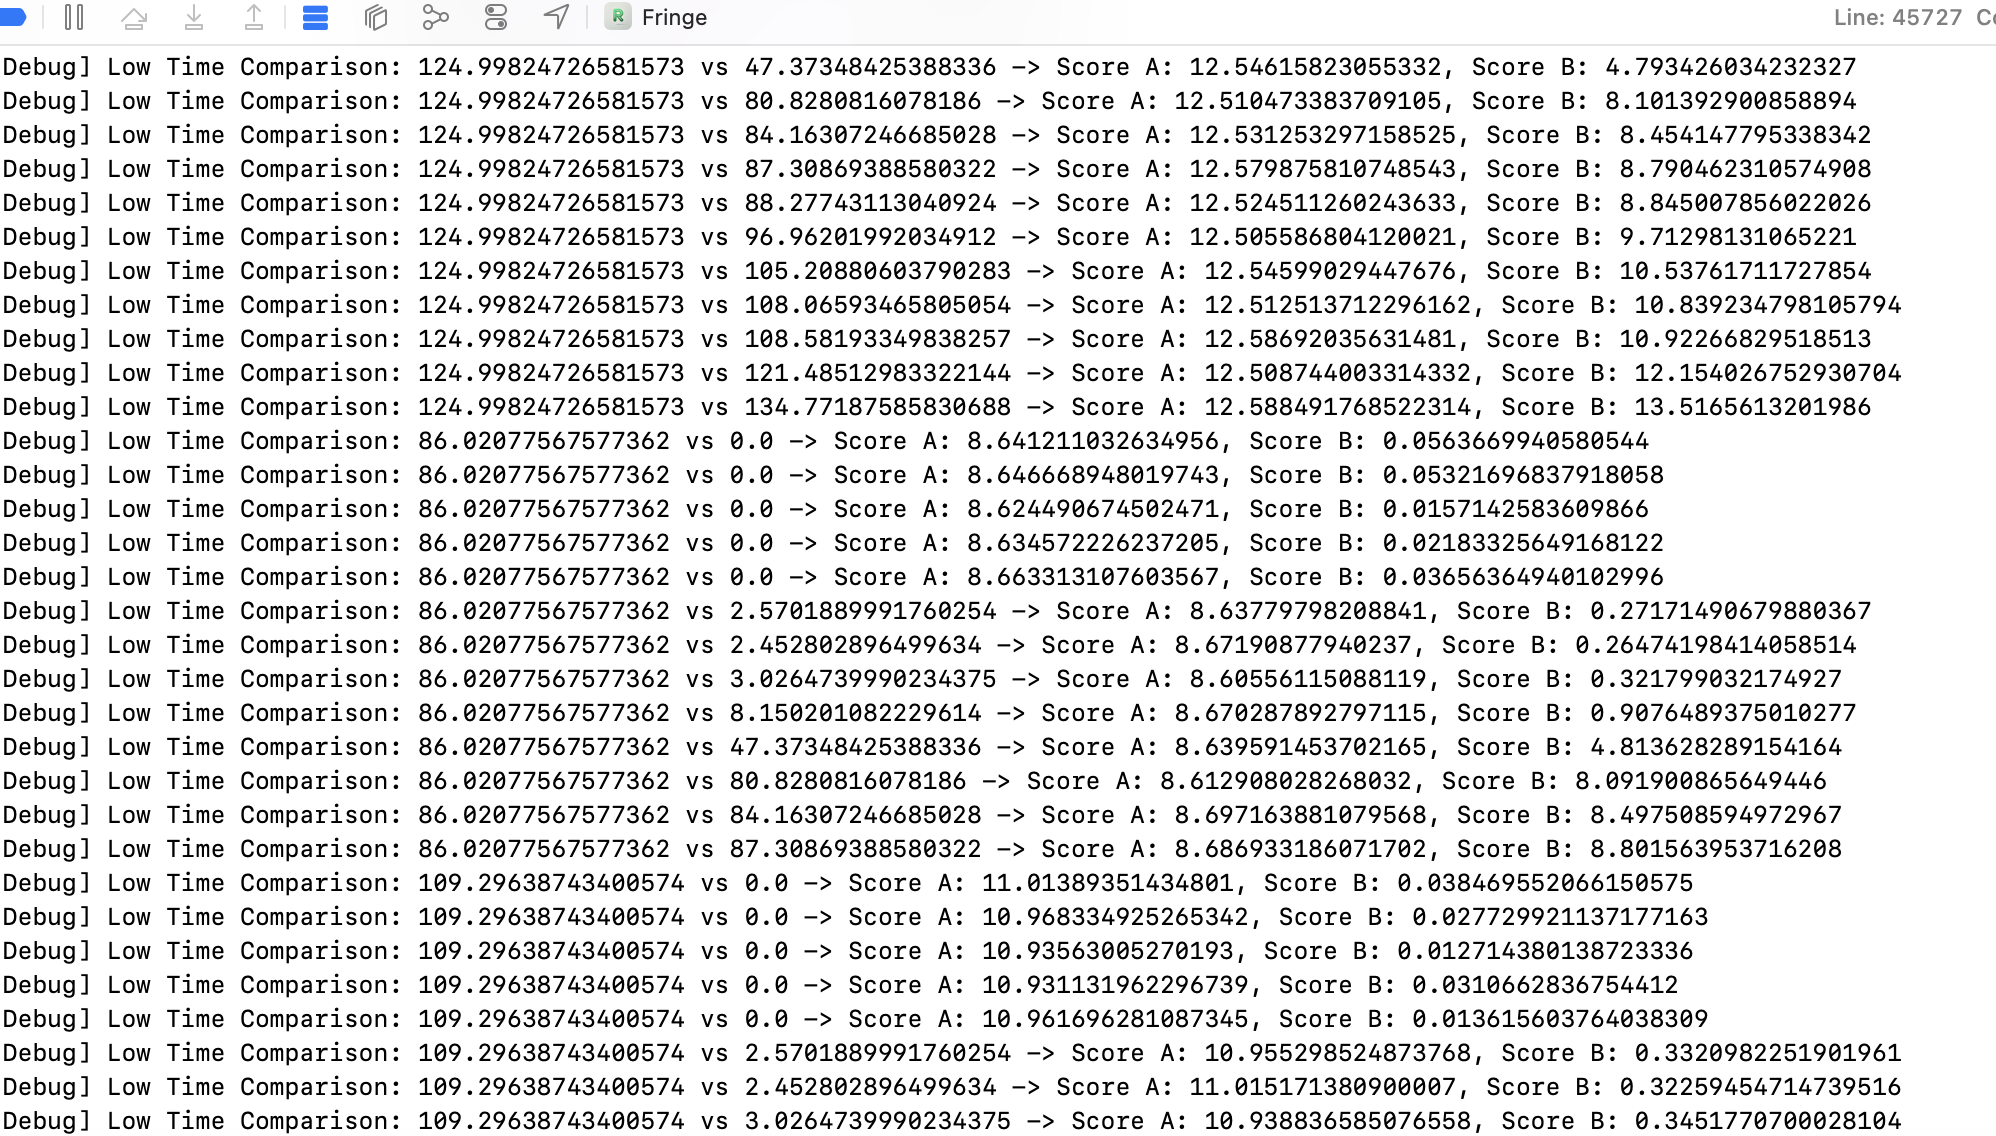 Fringe
Line: 45727
Debug] Low Time Comparison: 124.99824726581573 vs 47.37348425388336 -> Score A: 12.54615823055332, Score B: 4.793426034232327
Debug] Low Time Comparison: 124.99824726581573 vs 80.8280816078186 -> Score A: 12.510473383709105, Score B: 8.101392900858894
Debug] Low Time Comparison: 124.99824726581573 vs 84.16307246685028 -> Score A: 12.531253297158525, Score B: 8.454147795338342
Debug] Low Time Comparison: 124.99824726581573 vs 87.30869388580322 -> Score A: 12.579875810748543, Score B: 8.790462310574908
Debug] Low Time Comparison: 124.99824726581573 vs 88.27743113040924 -> Score A: 12.524511260243633, Score B: 8.845007856022026
Debug] Low Time Comparison: 124.99824726581573 vs 96.96201992034912 -> Score A: 12.505586804120021, Score B: 9.71298131065221
Debug] Low Time Comparison: 124.99824726581573 vs 105.20880603790283 -> Score A: 12.54599029447676, Score B: 10.53761711727854
Debug] Low Time Comparison: 124.99824726581573 vs 108.06593465805054 -> Score A: 12.512513712296162, Score B: 10.839234798105794
Debug] Low Time Comparison: 124.99824726581573 vs 108.58193349838257 -> Score A: 12.58692035631481, Score B: 10.92266829518513
Debug] Low Time Comparison: 124.99824726581573 vs 121.48512983322144 -> Score A: 12.508744003314332, Score B: 12.154026752930704
Debug] Low Time Comparison: 124.99824726581573 vs 134.77187585830688 -> Score A: 12.588491768522314, Score B: 13.5165613201986
Debug] Low Time Comparison: 86.02077567577362 vs 0.0 -> Score A: 8.641211032634956, Score B: 0.0563669940580544
Debug] Low Time Comparison: 86.02077567577362 vs 0.0 -> Score A: 8.646668948019743, Score B: 0.05321696837918058
Debug] Low Time Comparison: 86.02077567577362 vs 0.0 -> Score A: 8.624490674502471, Score B: 0.0157142583609866
Debug] Low Time Comparison: 86.02077567577362 vs 0.0 -> Score A: 8.634572226237205, Score B: 0.02183325649168122
Debug] Low Time Comparison: 86.02077567577362 vs 0.0 -> Score A: 8.663313107603567, Score B: 0.03656364940102996
Debug] Low Time Comparison: 86.02077567577362 vs 2.5701889991760254 -> Score A: 8.63779798208841, Score B: 0.27171490679880367
Debug] Low Time Comparison: 86.02077567577362 vs 2.452802896499634 -> Score A: 8.67190877940237, Score B: 0.26474198414058514
Debug] Low Time Comparison: 86.02077567577362 vs 3.0264739990234375 -> Score A: 8.60556115088119, Score B: 0.321799032174927
Debug] Low Time Comparison: 86.02077567577362 vs 8.150201082229614 -> Score A: 8.670287892797115, Score B: 0.9076489375010277
Debug] Low Time Comparison: 86.02077567577362 vs 47.37348425388336 -> Score A: 8.639591453702165, Score B: 4.813628289154164
Debug] Low Time Comparison: 86.02077567577362 vs 80.8280816078186 -> Score A: 8.612908028268032, Score B: 8.091900865649446
Debug] Low Time Comparison: 86.02077567577362 vs 84.16307246685028 -> Score A: 8.697163881079568, Score B: 8.497508594972967
Debug] Low Time Comparison: 86.02077567577362 vs 87.30869388580322 -> Score A: 8.686933186071702, Score B: 8.801563953716208
Debug] Low Time Comparison: 109.29638743400574 vs 0.0 -> Score A: 11.01389351434801, Score B: 0.038469552066150575
Debug] Low Time Comparison: 109.29638743400574 vs 0.0 -> Score A: 10.968334925265342, Score B: 0.027729921137177163
Debug] Low Time Comparison: 109.29638743400574 vs 0.0 -> Score A: 10.93563005270193, Score B: 0.012714380138723336
Debug] Low Time Comparison: 109.29638743400574 vs 0.0 -> Score A: 10.931131962296739, Score B: 0.0310662836754412
Debug] Low Time Comparison: 109.29638743400574 vs 0.0 -> Score A: 10.961696281087345, Score B: 0.013615603764038309
Debug] Low Time Comparison: 109.29638743400574 vs 2.5701889991760254 -> Score A: 10.955298524873768, Score B: 0.3320982251901961
Debug] Low Time Comparison: 109.29638743400574 vs 2.452802896499634 -> Score A: 11.015171380900007, Score B: 0.32259454714739516
Debug] Low Time Comparison: 109.29638743400574 vs 3.0264739990234375 -> Score A: 10.938836585076558, Score B: 0.3451770700028104